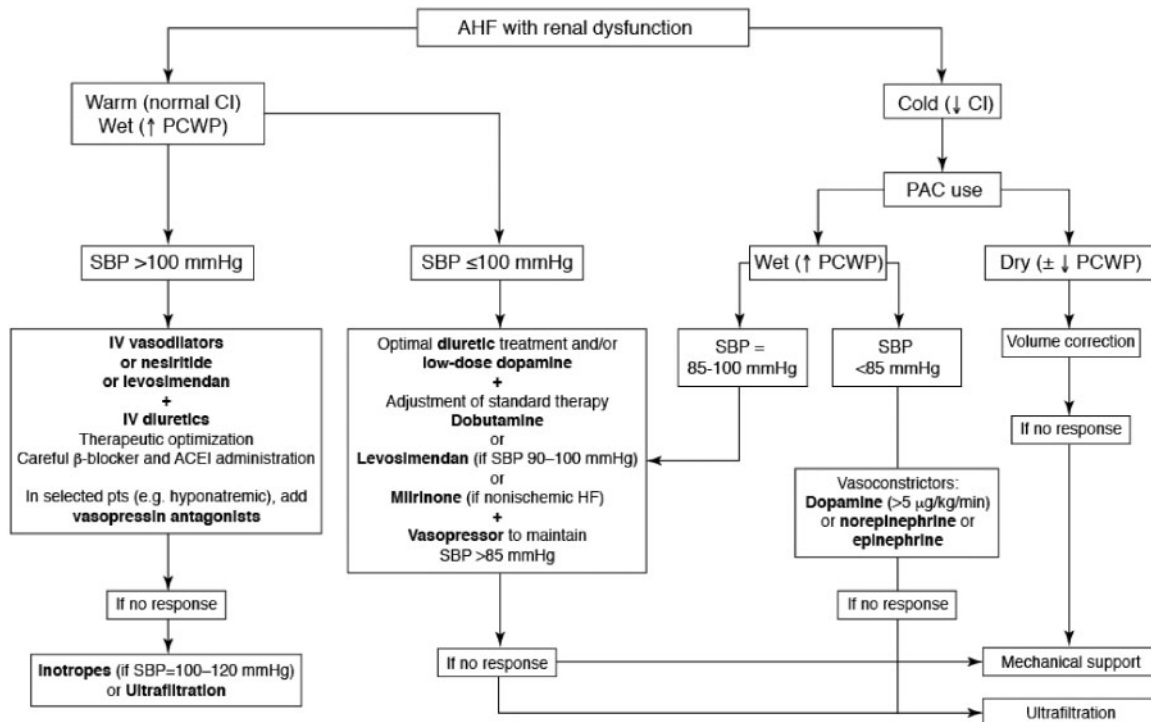 AHF with renal dysfunction
Warm (normal CI)
Wet (↑ PCWP)
Cold (↓ CI)
PAC use
SBP >100 mmHg
SBP ≤100 mmHg
Wet (↑ PCWP)
Dry (± ↓ PCWP)
IV vasodilators
or nesiritide
or levosimendan
+
IV diuretics
Therapeutic optimization
Careful β-blocker and ACEI administration
In selected pts (e.g. hyponatremic), add
vasopressin antagonists
Optimal diuretic treatment and/or
low-dose dopamine
+
Adjustment of standard therapy
Dobutamine
or
Levosimendan (if SBP 90–100 mmHg)
or
Milrinone (if nonischemic HF)
+
Vasopressor to maintain
SBP >85 mmHg
SBP =
85-100 mmHg
SBP
<85 mmHg
Volume correction
If no response
Vasoconstrictors:
Dopamine (>5 μg/kg/min)
or norepinephrine or
epinephrine
If no response
If no response
If no response
Inotropes (if SBP=100–120 mmHg)
or Ultrafiltration
Mechanical support
Ultrafiltration